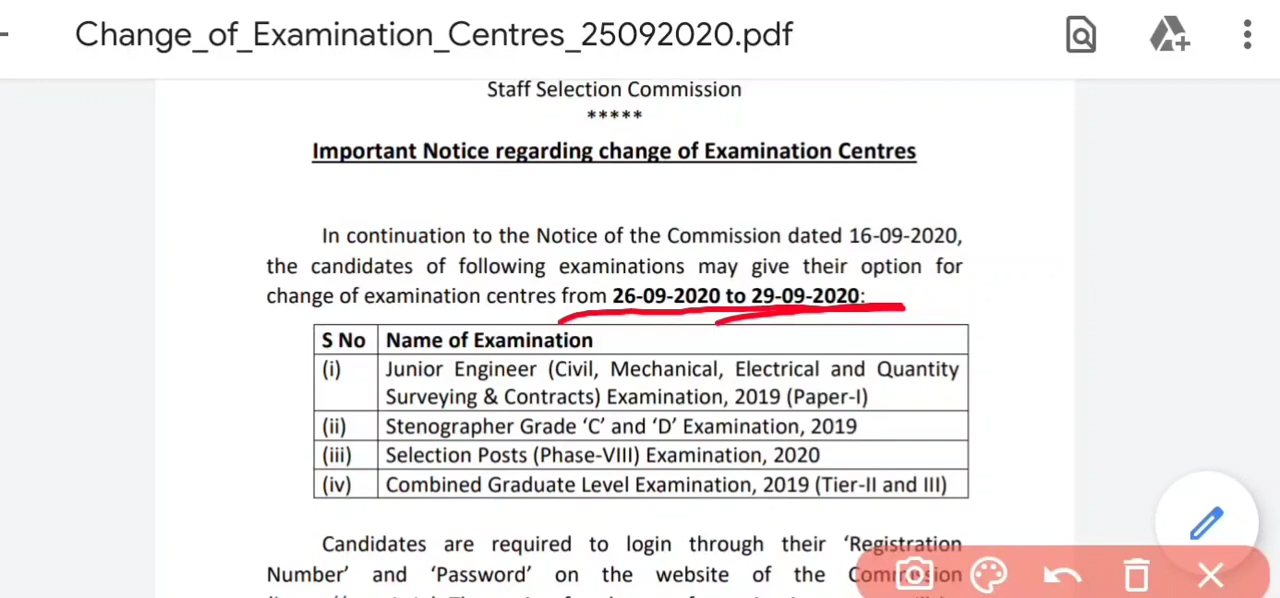 Change_of_Examination_Centres_25092020.pdf
Staff Selection Commission
*****
Important Notice regarding change of Examination Centres
In continuation to the Notice of the Commission dated 16-09-2020,
the candidates of following examinations may give their option for
change of examination centres from 26-09-2020 to 29-09-2020:
S No Name of Examination
(i) Junior Engineer (Civil, Mechanical, Electrical and Quantity
Surveying & Contracts) Examination, 2019 (Paper-I)
(ii) Stenographer Grade ‘C’ and ‘D’ Examination, 2019
(iii) Selection Posts (Phase-VIII) Examination, 2020
(iv) Combined Graduate Level Examination, 2019 (Tier-II and III)
Candidates are required to login through their ‘Registration
Number’ and ‘Password’ on the website of the Commission